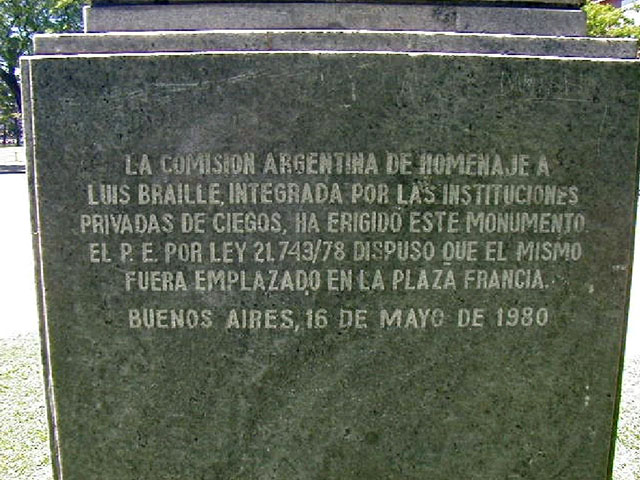 LA COMISION ARGENTINA DE HOMENAJE A
LUIS BRAILLE, INTEGRADA POR LAS INSTITUCIONES
PRIVADAS DE CIEGOS, HA ERIGIDO ESTE MONUMENTO.
EL P. E. POR LEY 21.743/78 DISPUSO QUE EL MISMO
FUERA EMPLAZADO EN LA PLAZA FRANCIA.
BUENOS AIRES, 16 DE MAYO DE 1980